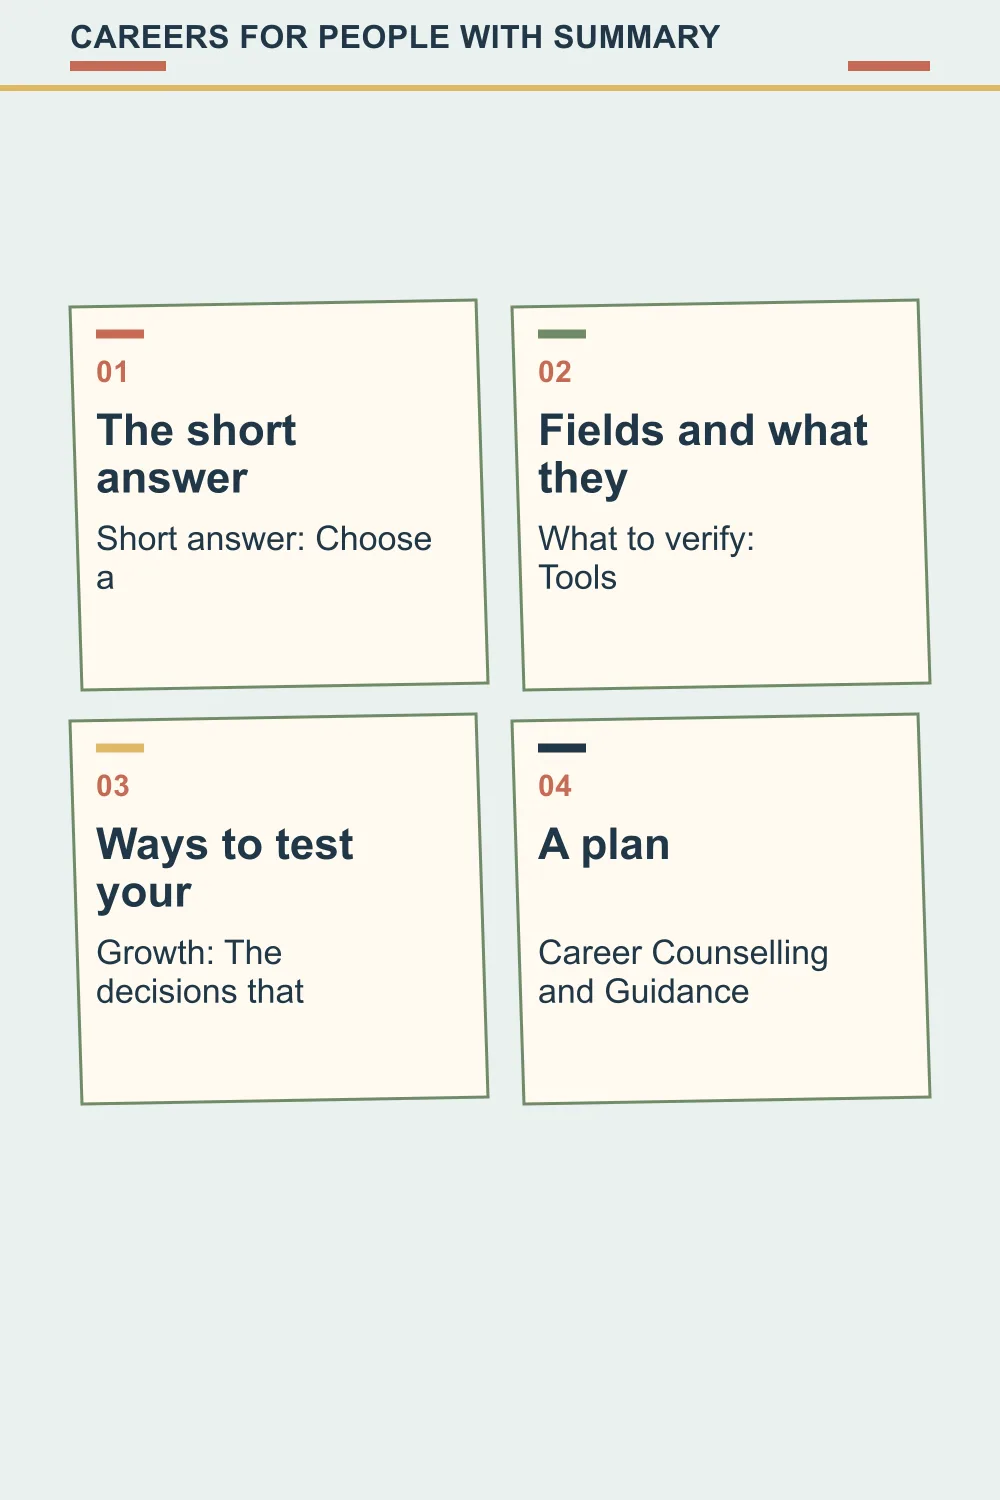 CAREERS FOR PEOPLE WITH SUMMARY
01
The short
answer
Short answer: Choose
a
02
Fields and what
they
What to verify:
Tools
03
Ways to test
your
Growth: The
decisions that
04
A plan
Career Counselling
and Guidance